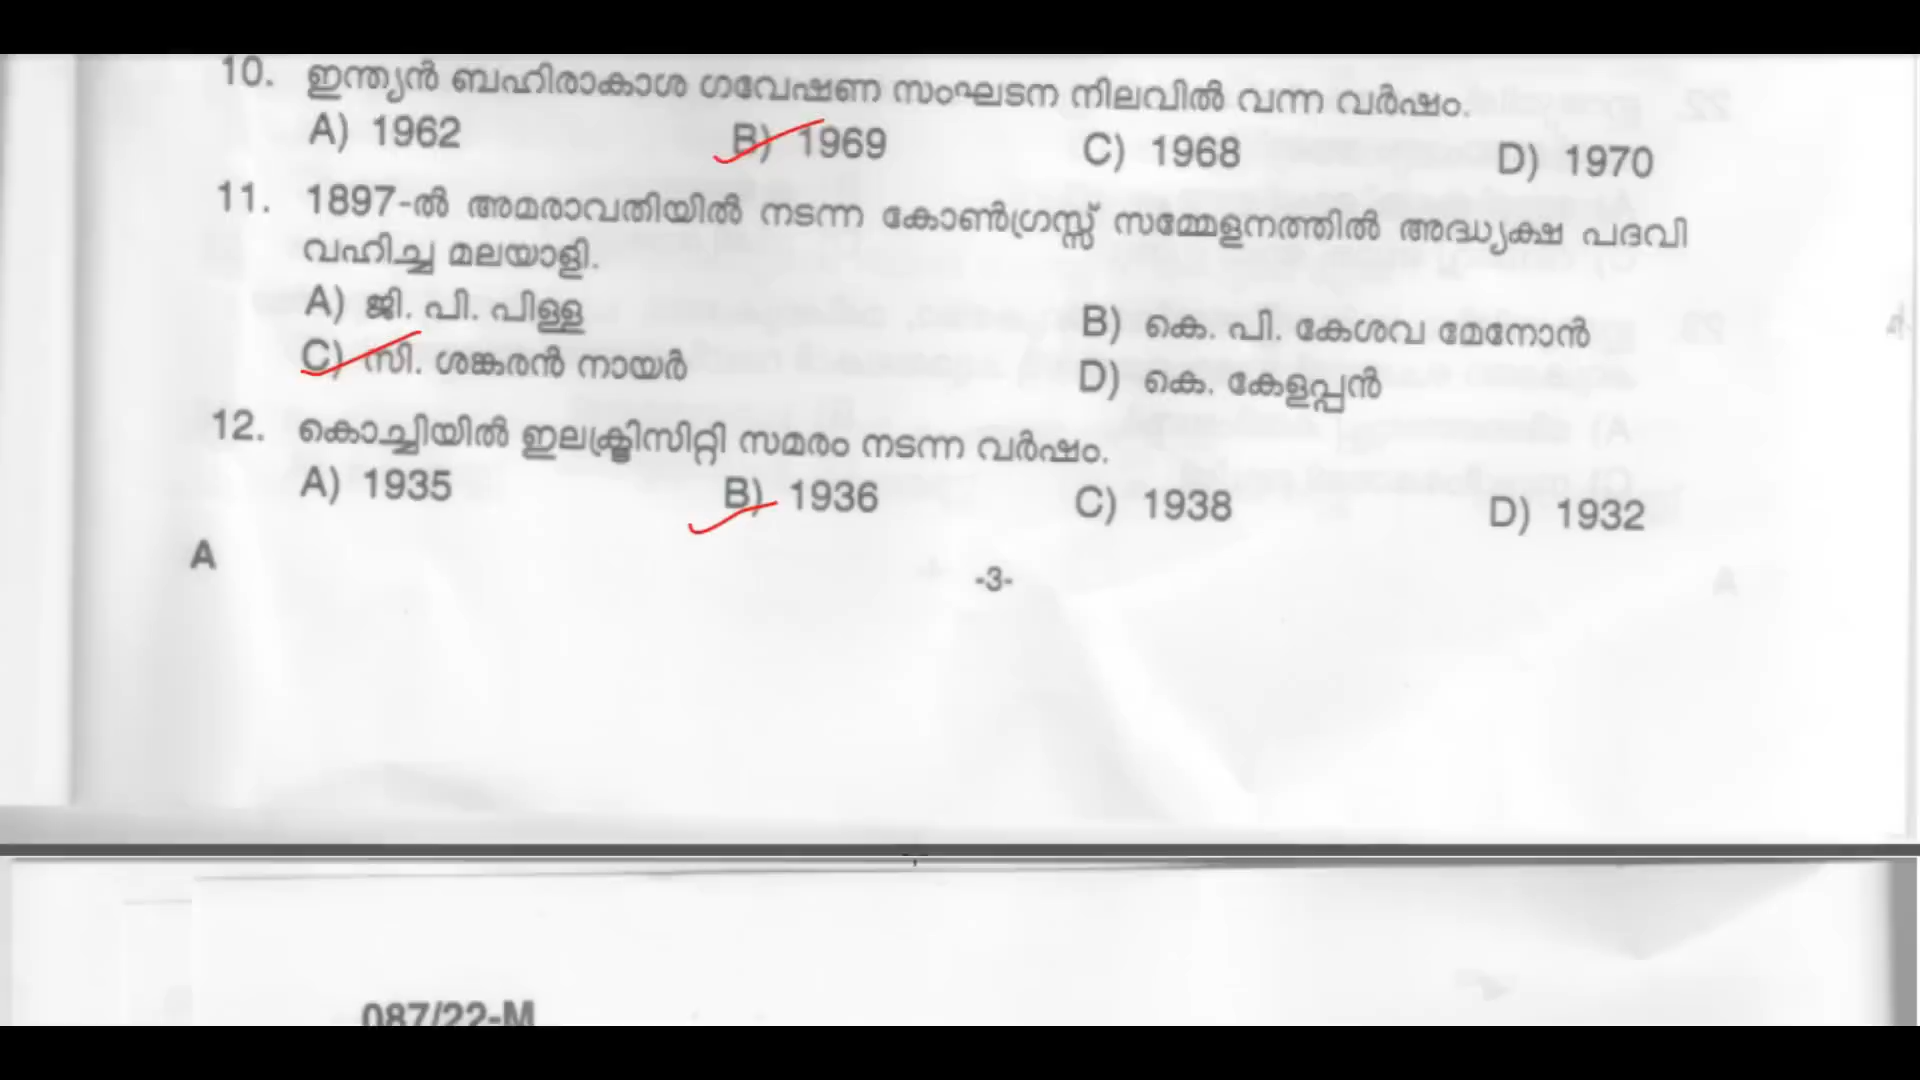 10. ഇന്ത്യൻ ബഹിരാകാശ ഗവേഷണ സംഘടന നിലവിൽ വന്ന വർഷം.
A) 1962 B) 1969 C) 1968 D) 1970
11. 1897-ൽ അമരാവതിയിൽ നടന്ന കോൺഗ്രസ്സ് സമ്മേളനത്തിൽ അദ്ധ്യക്ഷ പദവി
വഹിച്ച മലയാളി.
A) ജി. പി. പിള്ള B) കെ. പി. കേശവ മേനോൻ
C) സി. ശങ്കരൻ നായർ D) കെ. കേളപ്പൻ
12. കൊച്ചിയിൽ ഇലക്ട്രിസിറ്റി സമരം നടന്ന വർഷം.
A) 1935 B) 1936 C) 1938 D) 1932
A -3-
087/22-M